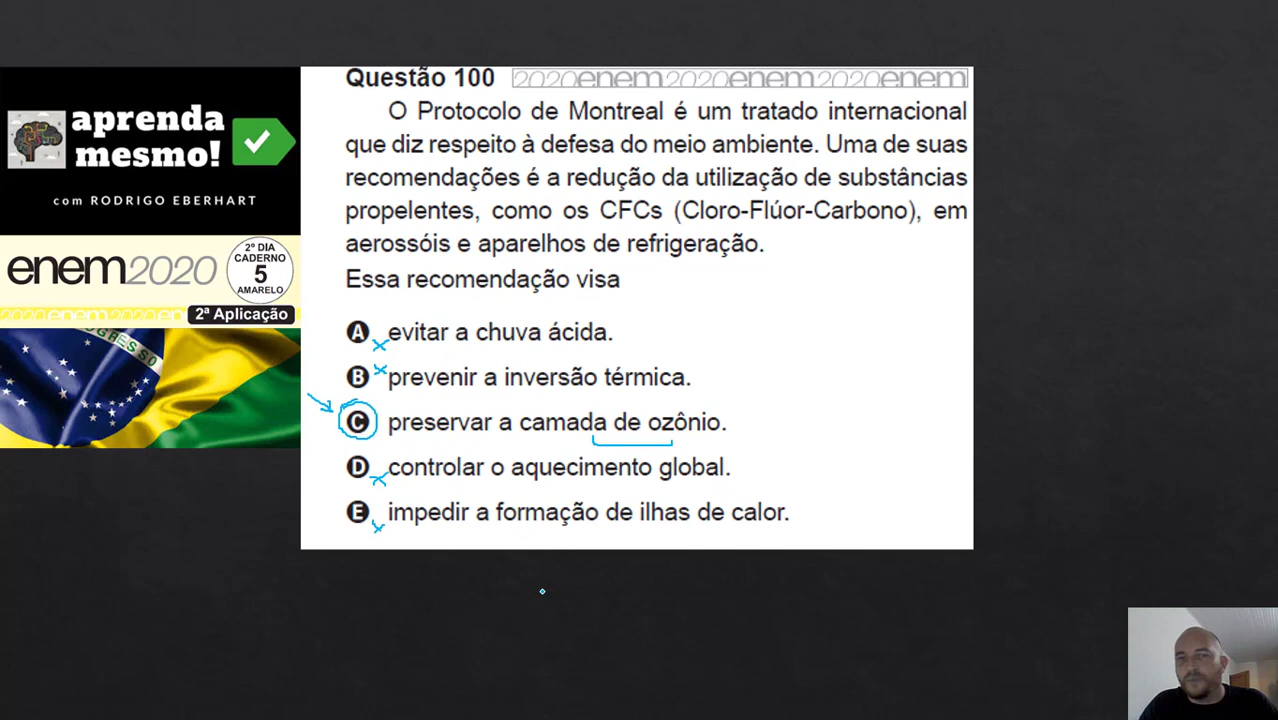 aprenda
mesmo!
com RODRIGO EBERHART
enem2020
2º DIA
CADERNO
5
AMARELO
2020enem2020enem2020en
2ª Aplicação
PROGRESSO
Questão 100
2020enem2020enem2020enem
O Protocolo de Montreal é um tratado internacional
que diz respeito à defesa do meio ambiente. Uma de suas
recomendações é a redução da utilização de substâncias
propelentes, como os CFCs (Cloro-Flúor-Carbono), em
aerossóis e aparelhos de refrigeração.
Essa recomendação visa
A evitar a chuva ácida.
B prevenir a inversão térmica.
C preservar a camada de ozônio.
D controlar o aquecimento global.
E impedir a formação de ilhas de calor.